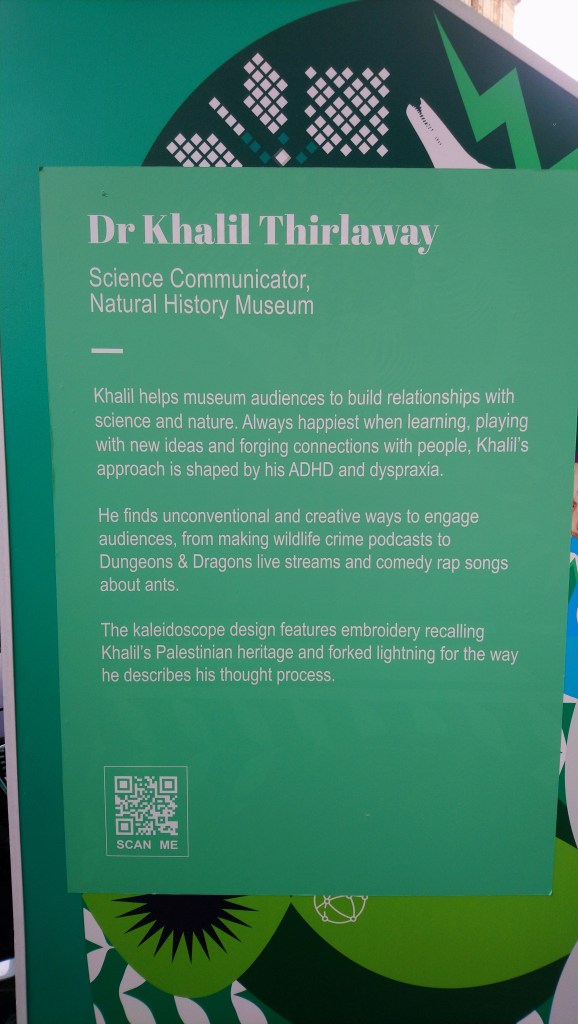 Dr Khalil Thirlaway
Science Communicator,
Natural History Museum
Khalil helps museum audiences to build relationships with
science and nature. Always happiest when learning, playing
with new ideas and forging connections with people, Khalil's
approach is shaped by his ADHD and dyspraxia.
He finds unconventional and creative ways to engage
audiences, from making wildlife crime podcasts to
Dungeons & Dragons live streams and comedy rap songs
about ants.
The kaleidoscope design features embroidery recalling
Khalil's Palestinian heritage and forked lightning for the way
he describes his thought process.
SCAN ME